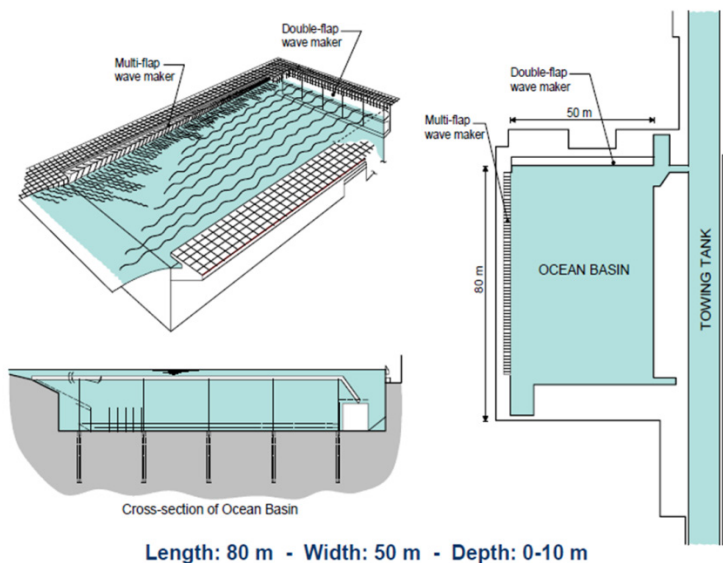 Double-flap
wave maker
Multi-flap
wave maker
Double-flap
wave maker
50 m
Multi-flap
wave maker
80 m
OCEAN BASIN
TOWING TANK
Cross-section of Ocean Basin
Length: 80 m - Width: 50 m - Depth: 0-10 m